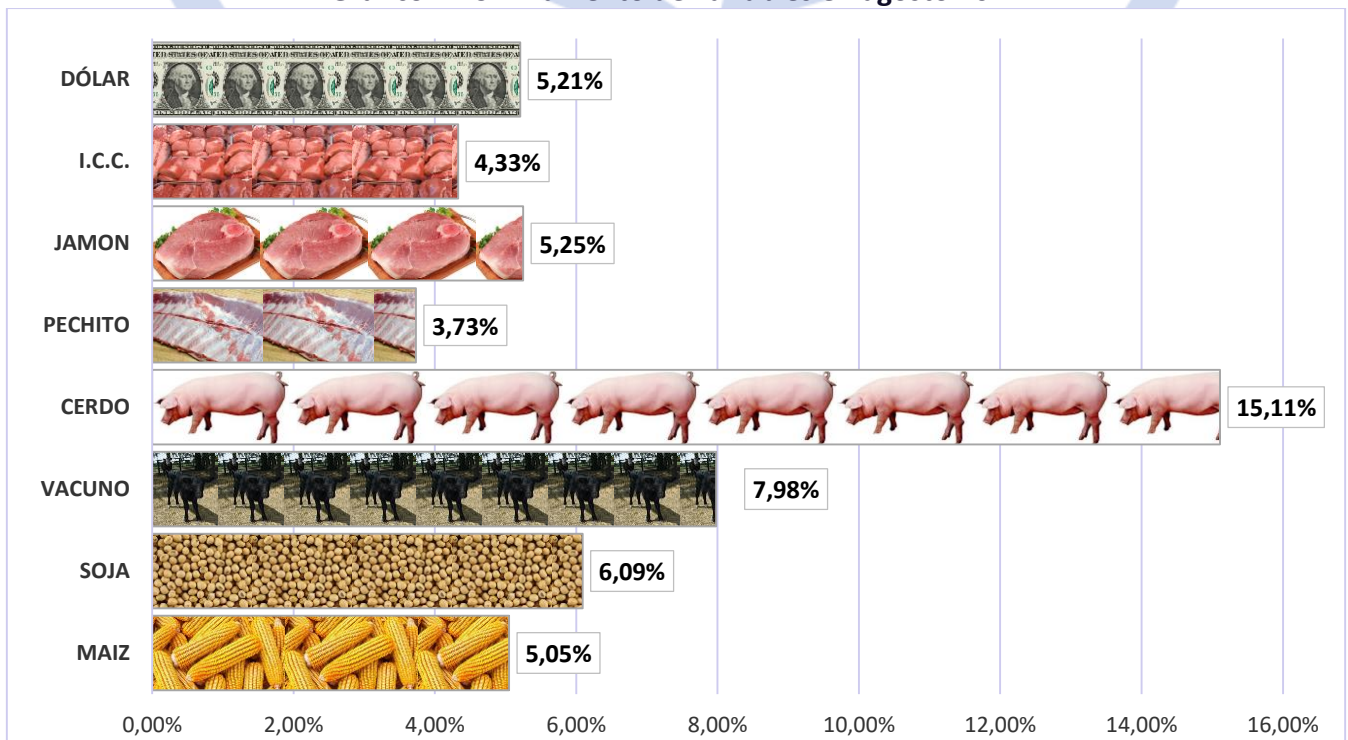 DÓLAR
5,21%
I.C.C.
4,33%
JAMON
5,25%
PECHITO
3,73%
CERDO
15,11%
VACUNO
7,98%
SOJA
6,09%
MAIZ
5,05%
0,00% 2,00% 4,00% 6,00% 8,00% 10,00% 12,00% 14,00% 16,00%